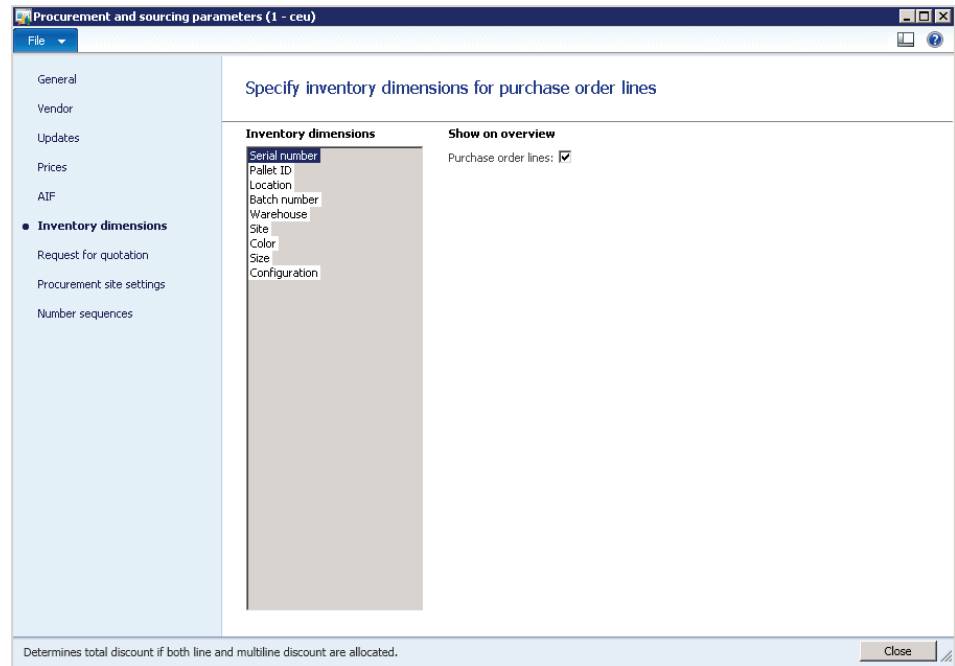 Procurement and sourcing parameters (1 - ceu)
File
General
Vendor
Updates
Prices
AIF
Inventory dimensions
Request for quotation
Procurement site settings
Number sequences
Specify inventory dimensions for purchase order lines
Inventory dimensions
Serial number
Pallet ID
Location
Batch number
Warehouse
Site
Color
Size
Configuration
Show on overview
Purchase order lines:
Determines total discount if both line and multiline discount are allocated.
Close